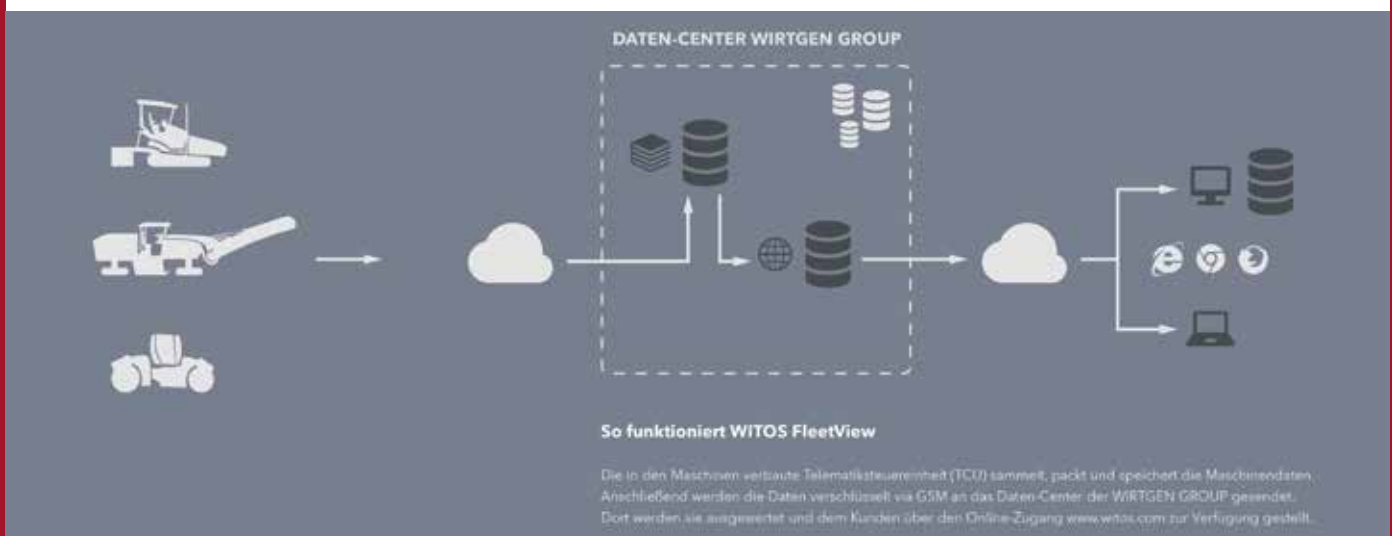 DATEN-CENTER WIRTGEN GROUP
So funktioniert WITOS FleetView
Die in den Maschinen verbaute Telematiksteuereinheit (TCU) sammelt, packt und speichert die Maschinendaten.
Anschließend werden die Daten verschlüsselt via GSM an das Daten-Center der WIRTGEN GROUP gesendet.
Dort werden sie ausgewertet und dem Kunden über den Online-Zugang www.witos.com zur Verfügung gestellt.